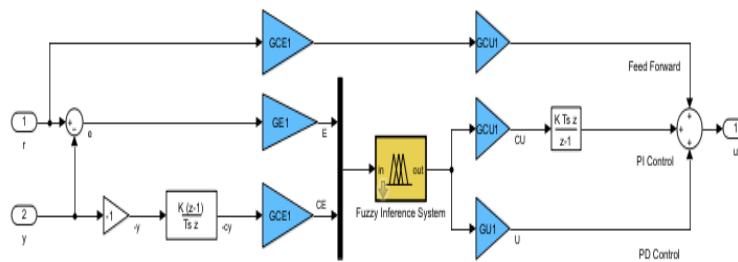 GCE1
GCU1
Feed Forward
1
r
+
−
e
GE1
E
GCU1
CU
K Ts z
z-1
PI Control
+
+
+
1
u
in
out
Fuzzy Inference System
2
y
-1
-y
K (z-1)
Ts z
-cy
GCE1
CE
GU1
U
PD Control